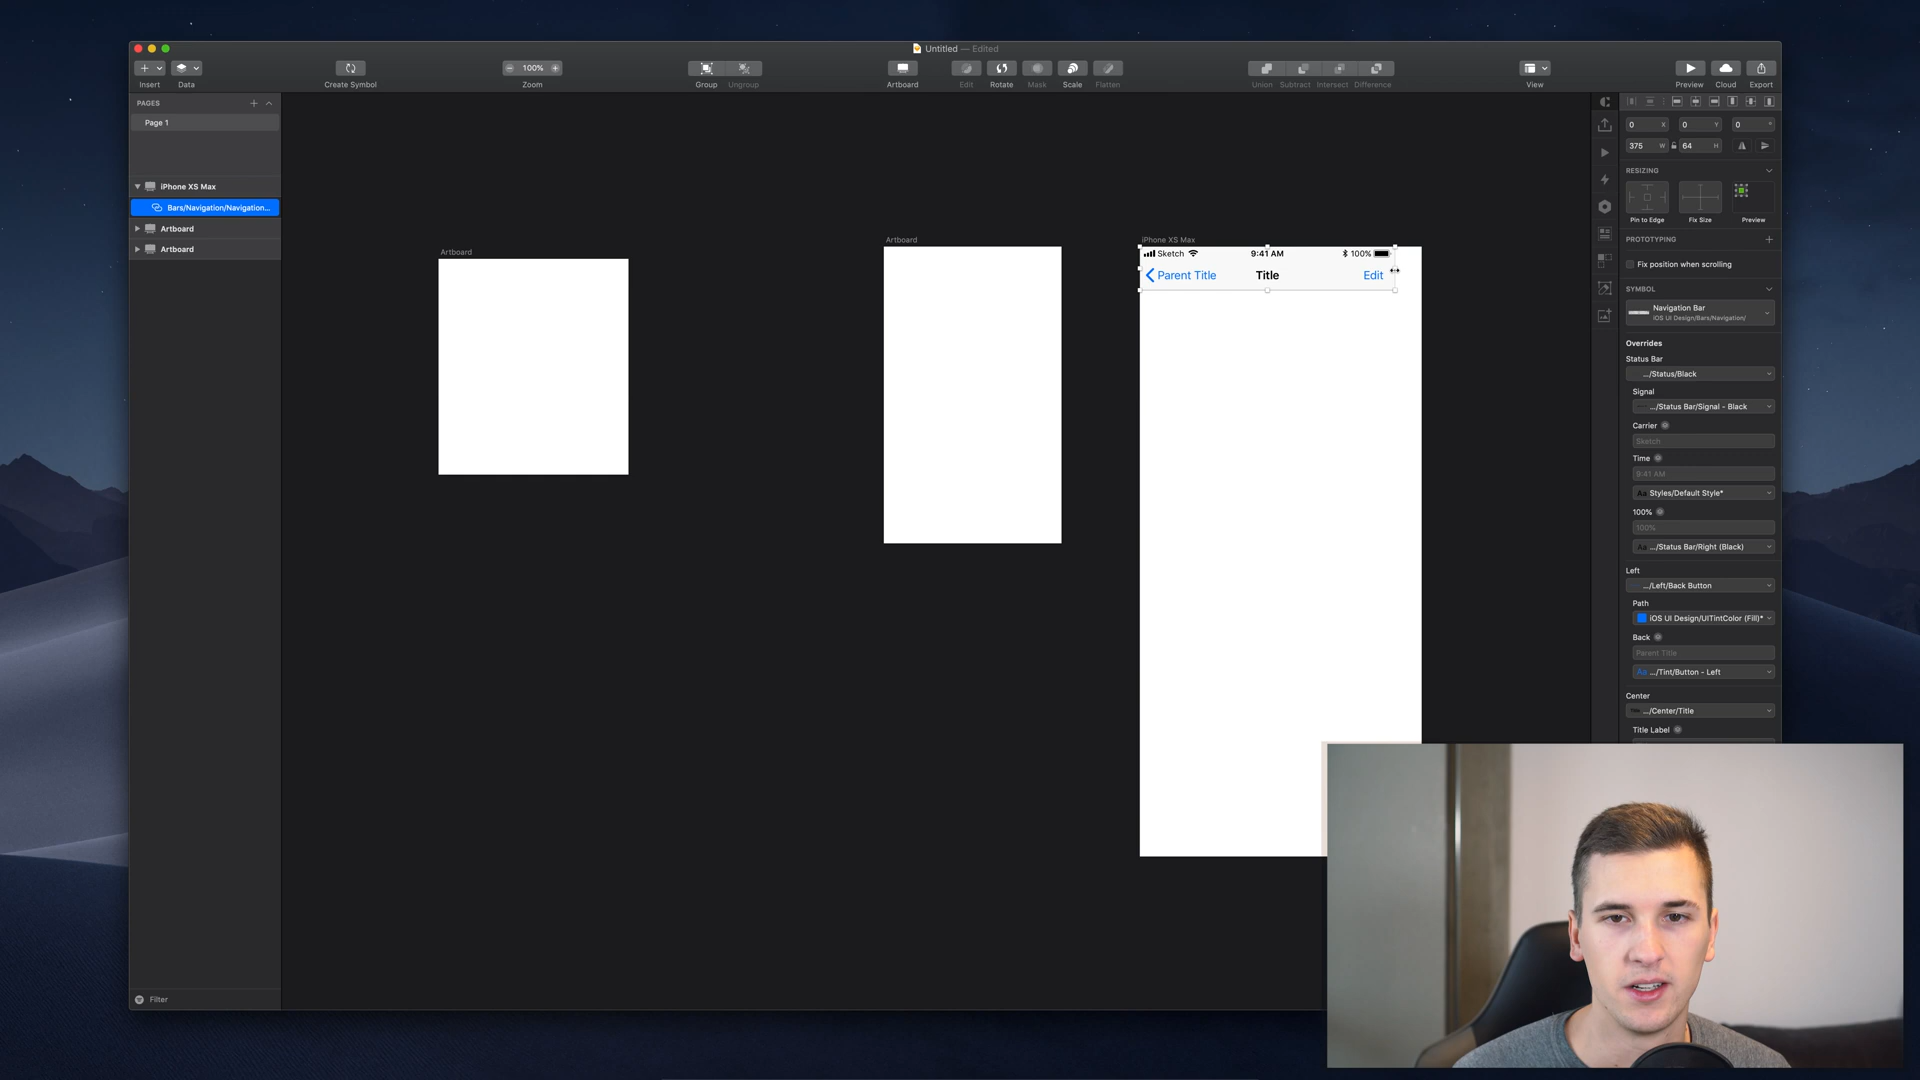 Untitled — Edited
Insert
Data
Create Symbol
100%
Zoom
Group
Ungroup
Artboard
Edit
Rotate
Mask
Scale
Flatten
Union
Subtract
Intersect
Difference
View
Preview
Cloud
Export
PAGES
Page 1
iPhone XS Max
Bars/Navigation/Navigation...
Artboard
Artboard
Filter
Artboard
Artboard
iPhone XS Max
Sketch
9:41 AM
100%
Parent Title
Title
Edit
0 X
0 Y
0 °
375 W
64 H
RESIZING
Pin to Edge
Fix Size
Preview
PROTOTYPING
Fix position when scrolling
SYMBOL
Navigation Bar
iOS UI Design/Bars/Navigation/
Overrides
Status Bar
.../Status/Black
Signal
.../Status Bar/Signal - Black
Carrier
Sketch
Time
9:41 AM
Aa Styles/Default Style*
100%
100%
Aa .../Status Bar/Right (Black)
Left
.../Left/Back Button
Path
iOS UI Design/UITintColor (Fill)*
Back
Parent Title
Aa .../Tint/Button - Left
Center
.../Center/Title
Title Label